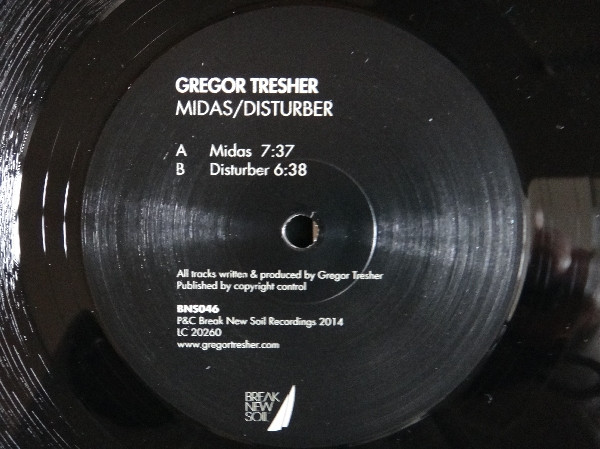 GREGOR TRESHER
MIDAS/DISTURBER
A Midas 7:37
B Disturber 6:38
All tracks written & produced by Gregor Tresher
Published by copyright control
BNS046
P&C Break New Soil Recordings 2014
LC 20260
www.gregortresher.com
BREAK
NEW
SOIL